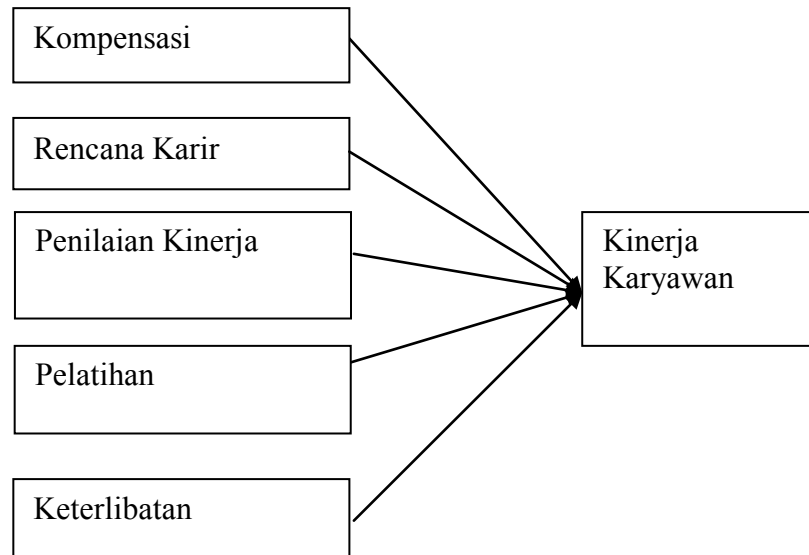 Kompensasi
Rencana Karir
Penilaian Kinerja
Pelatihan
Keterlibatan
Kinerja
Karyawan